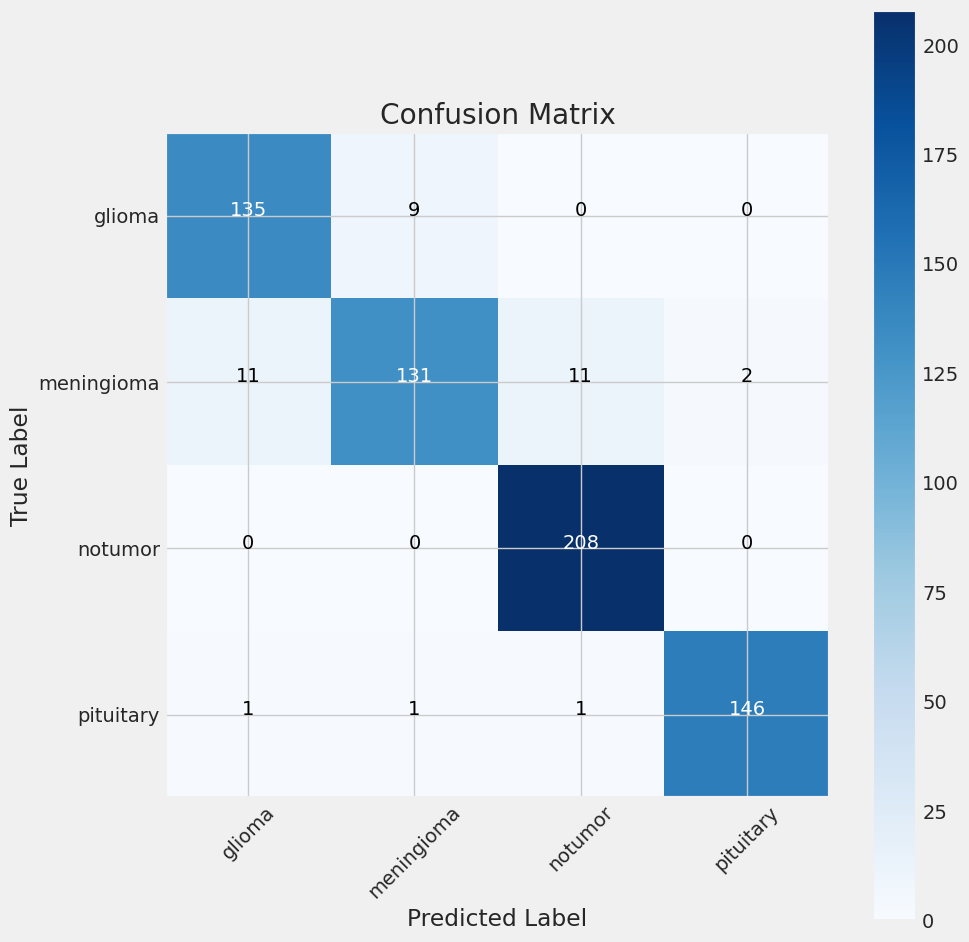 Confusion Matrix
True Label
glioma
135 9 0 0
meningioma
11 131 11 2
notumor
0 0 208 0
pituitary
1 1 1 146
glioma meningioma notumor pituitary
Predicted Label
200
175
150
125
100
75
50
25
0